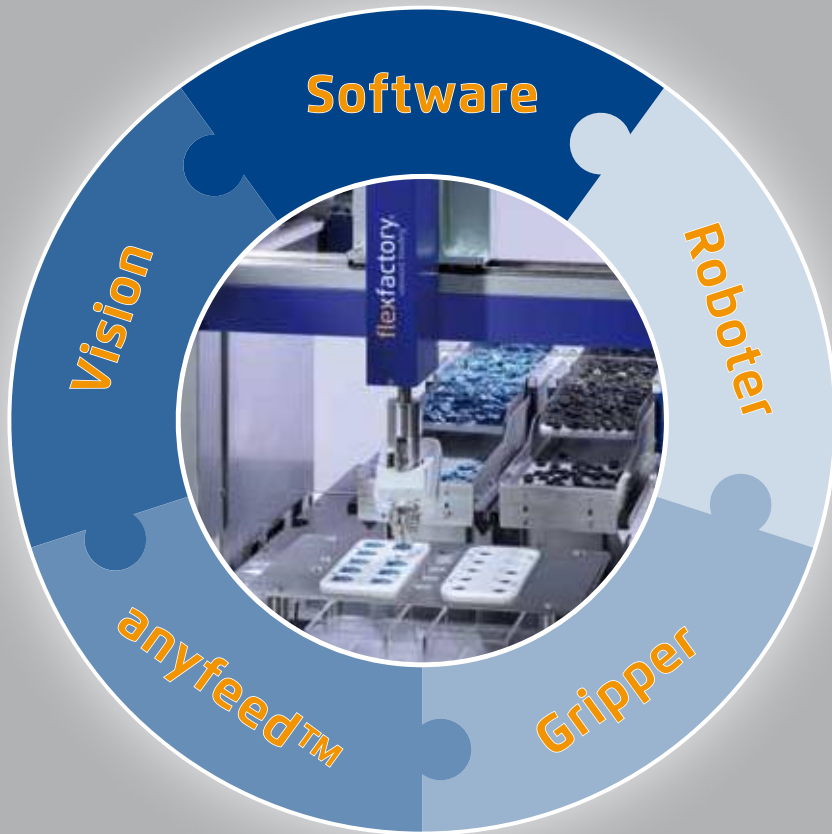 Software
Roboter
Gripper
anyfeed™
Vision
flexfactory